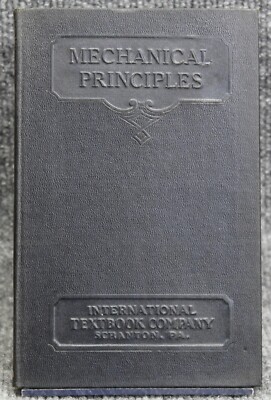 MECHANICAL
PRINCIPLES
INTERNATIONAL
TEXTBOOK COMPANY
SCRANTON, PA.